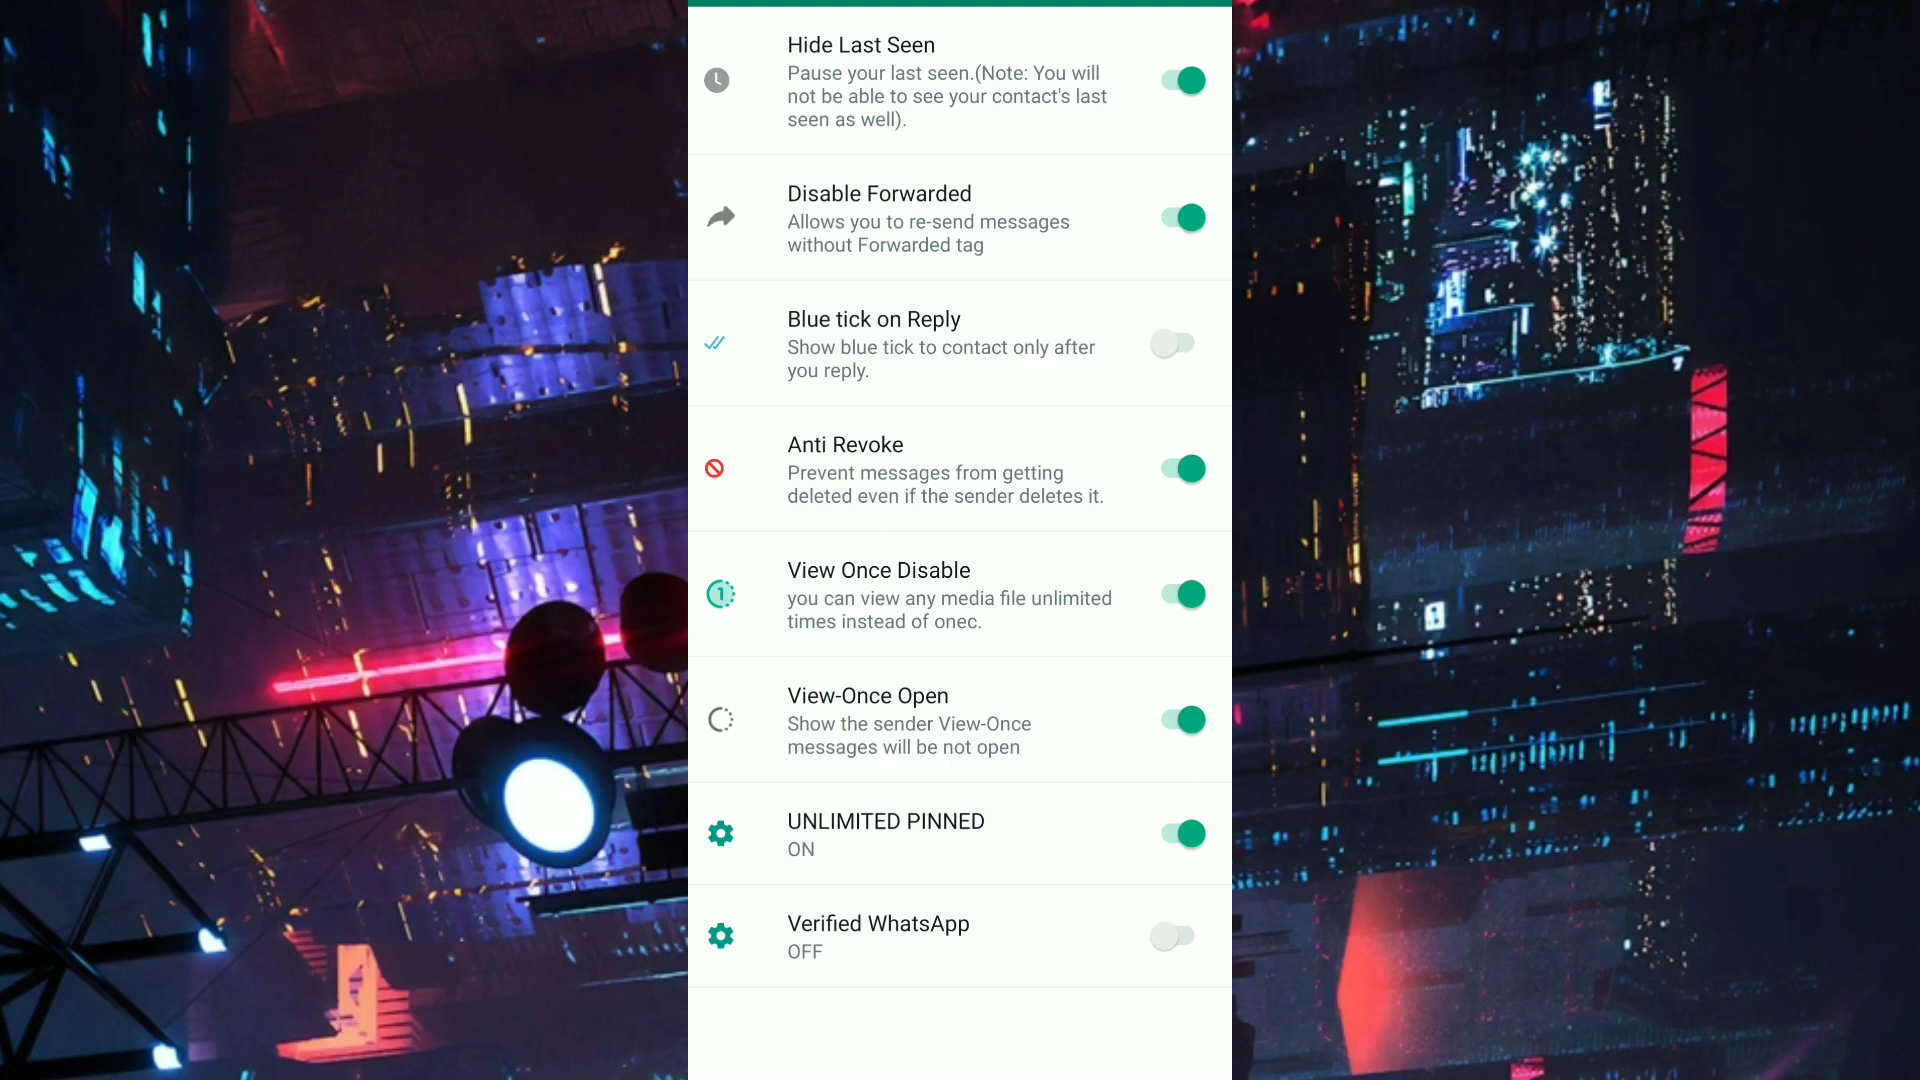 Hide Last Seen
Pause your last seen.(Note: You will
not be able to see your contact's last
seen as well).
Disable Forwarded
Allows you to re-send messages
without Forwarded tag
Blue tick on Reply
Show blue tick to contact only after
you reply.
Anti Revoke
Prevent messages from getting
deleted even if the sender deletes it.
View Once Disable
1
you can view any media file unlimited
times instead of onec.
View-Once Open
Show the sender View-Once
messages will be not open
UNLIMITED PINNED
ON
Verified WhatsApp
OFF